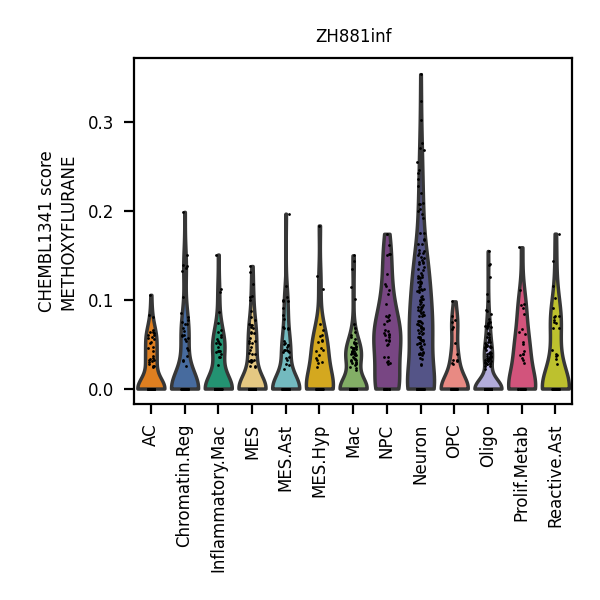 ZH881inf
CHEMBL1341 score
METHOXYFLURANE
0.3
0.2
0.1
0.0
AC
Chromatin.Reg
Inflammatory.Mac
MES
MES.Ast
MES.Hyp
Mac
NPC
Neuron
OPC
Oligo
Prolif.Metab
Reactive.Ast